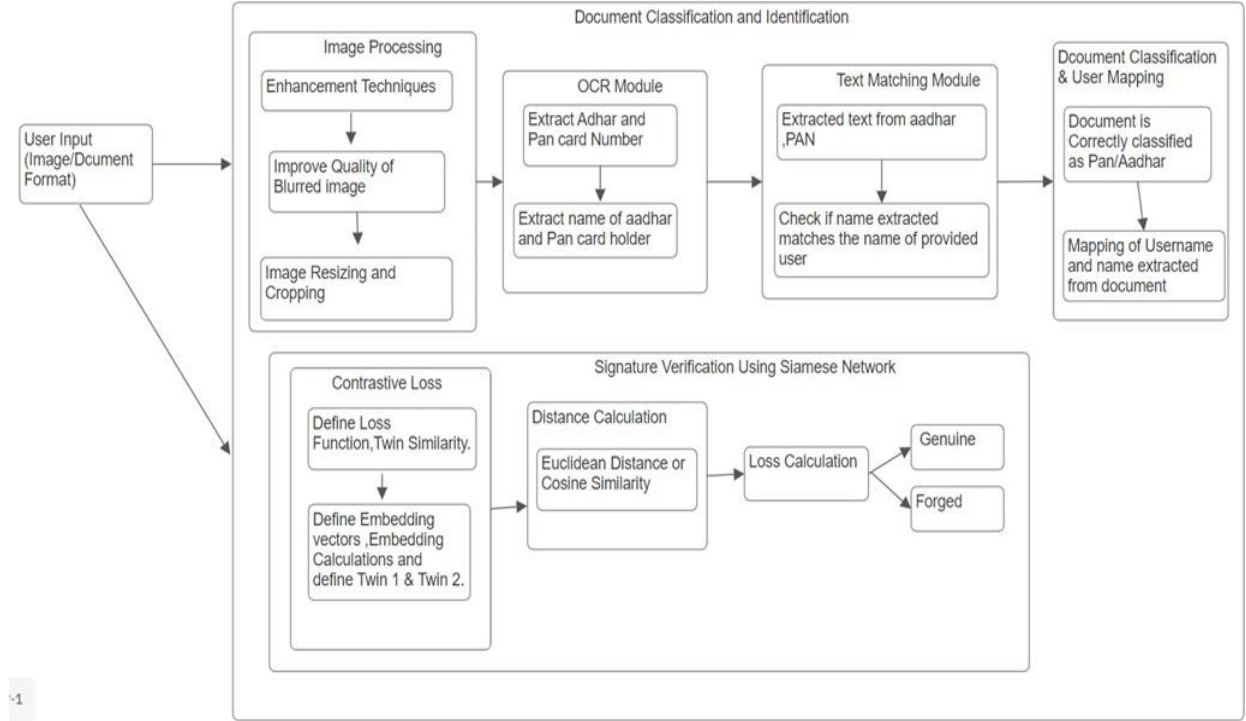 Document Classification and Identification
User Input
(Image/Dcument
Format)
Image Processing
Enhancement Techniques
Improve Quality of
Blurred image
Image Resizing and
Cropping
OCR Module
Extract Adhar and
Pan card Number
Extract name of aadhar
and Pan card holder
Text Matching Module
Extracted text from aadhar
,PAN
Check if name extracted
matches the name of provided
user
Dcoument Classification
& User Mapping
Document is
Correctly classified
as Pan/Aadhar
Mapping of Username
and name extracted
from document
Signature Verification Using Siamese Network
Contrastive Loss
Define Loss
Function,Twin Similarity.
Define Embedding
vectors ,Embedding
Calculations and
define Twin 1 & Twin 2.
Distance Calculation
Euclidean Distance or
Cosine Similarity
Loss Calculation
Genuine
Forged
-1